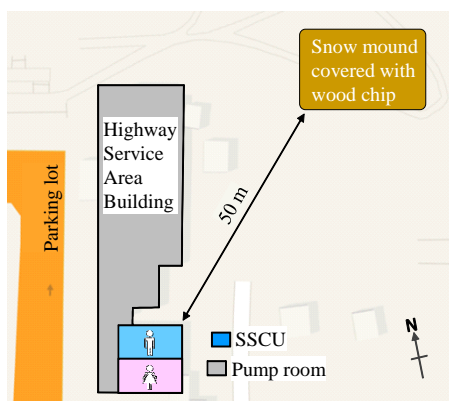 Snow mound
covered with
wood chip
Highway
Service
Area
Building
Parking lot
50 m
SSCU
Pump room
N